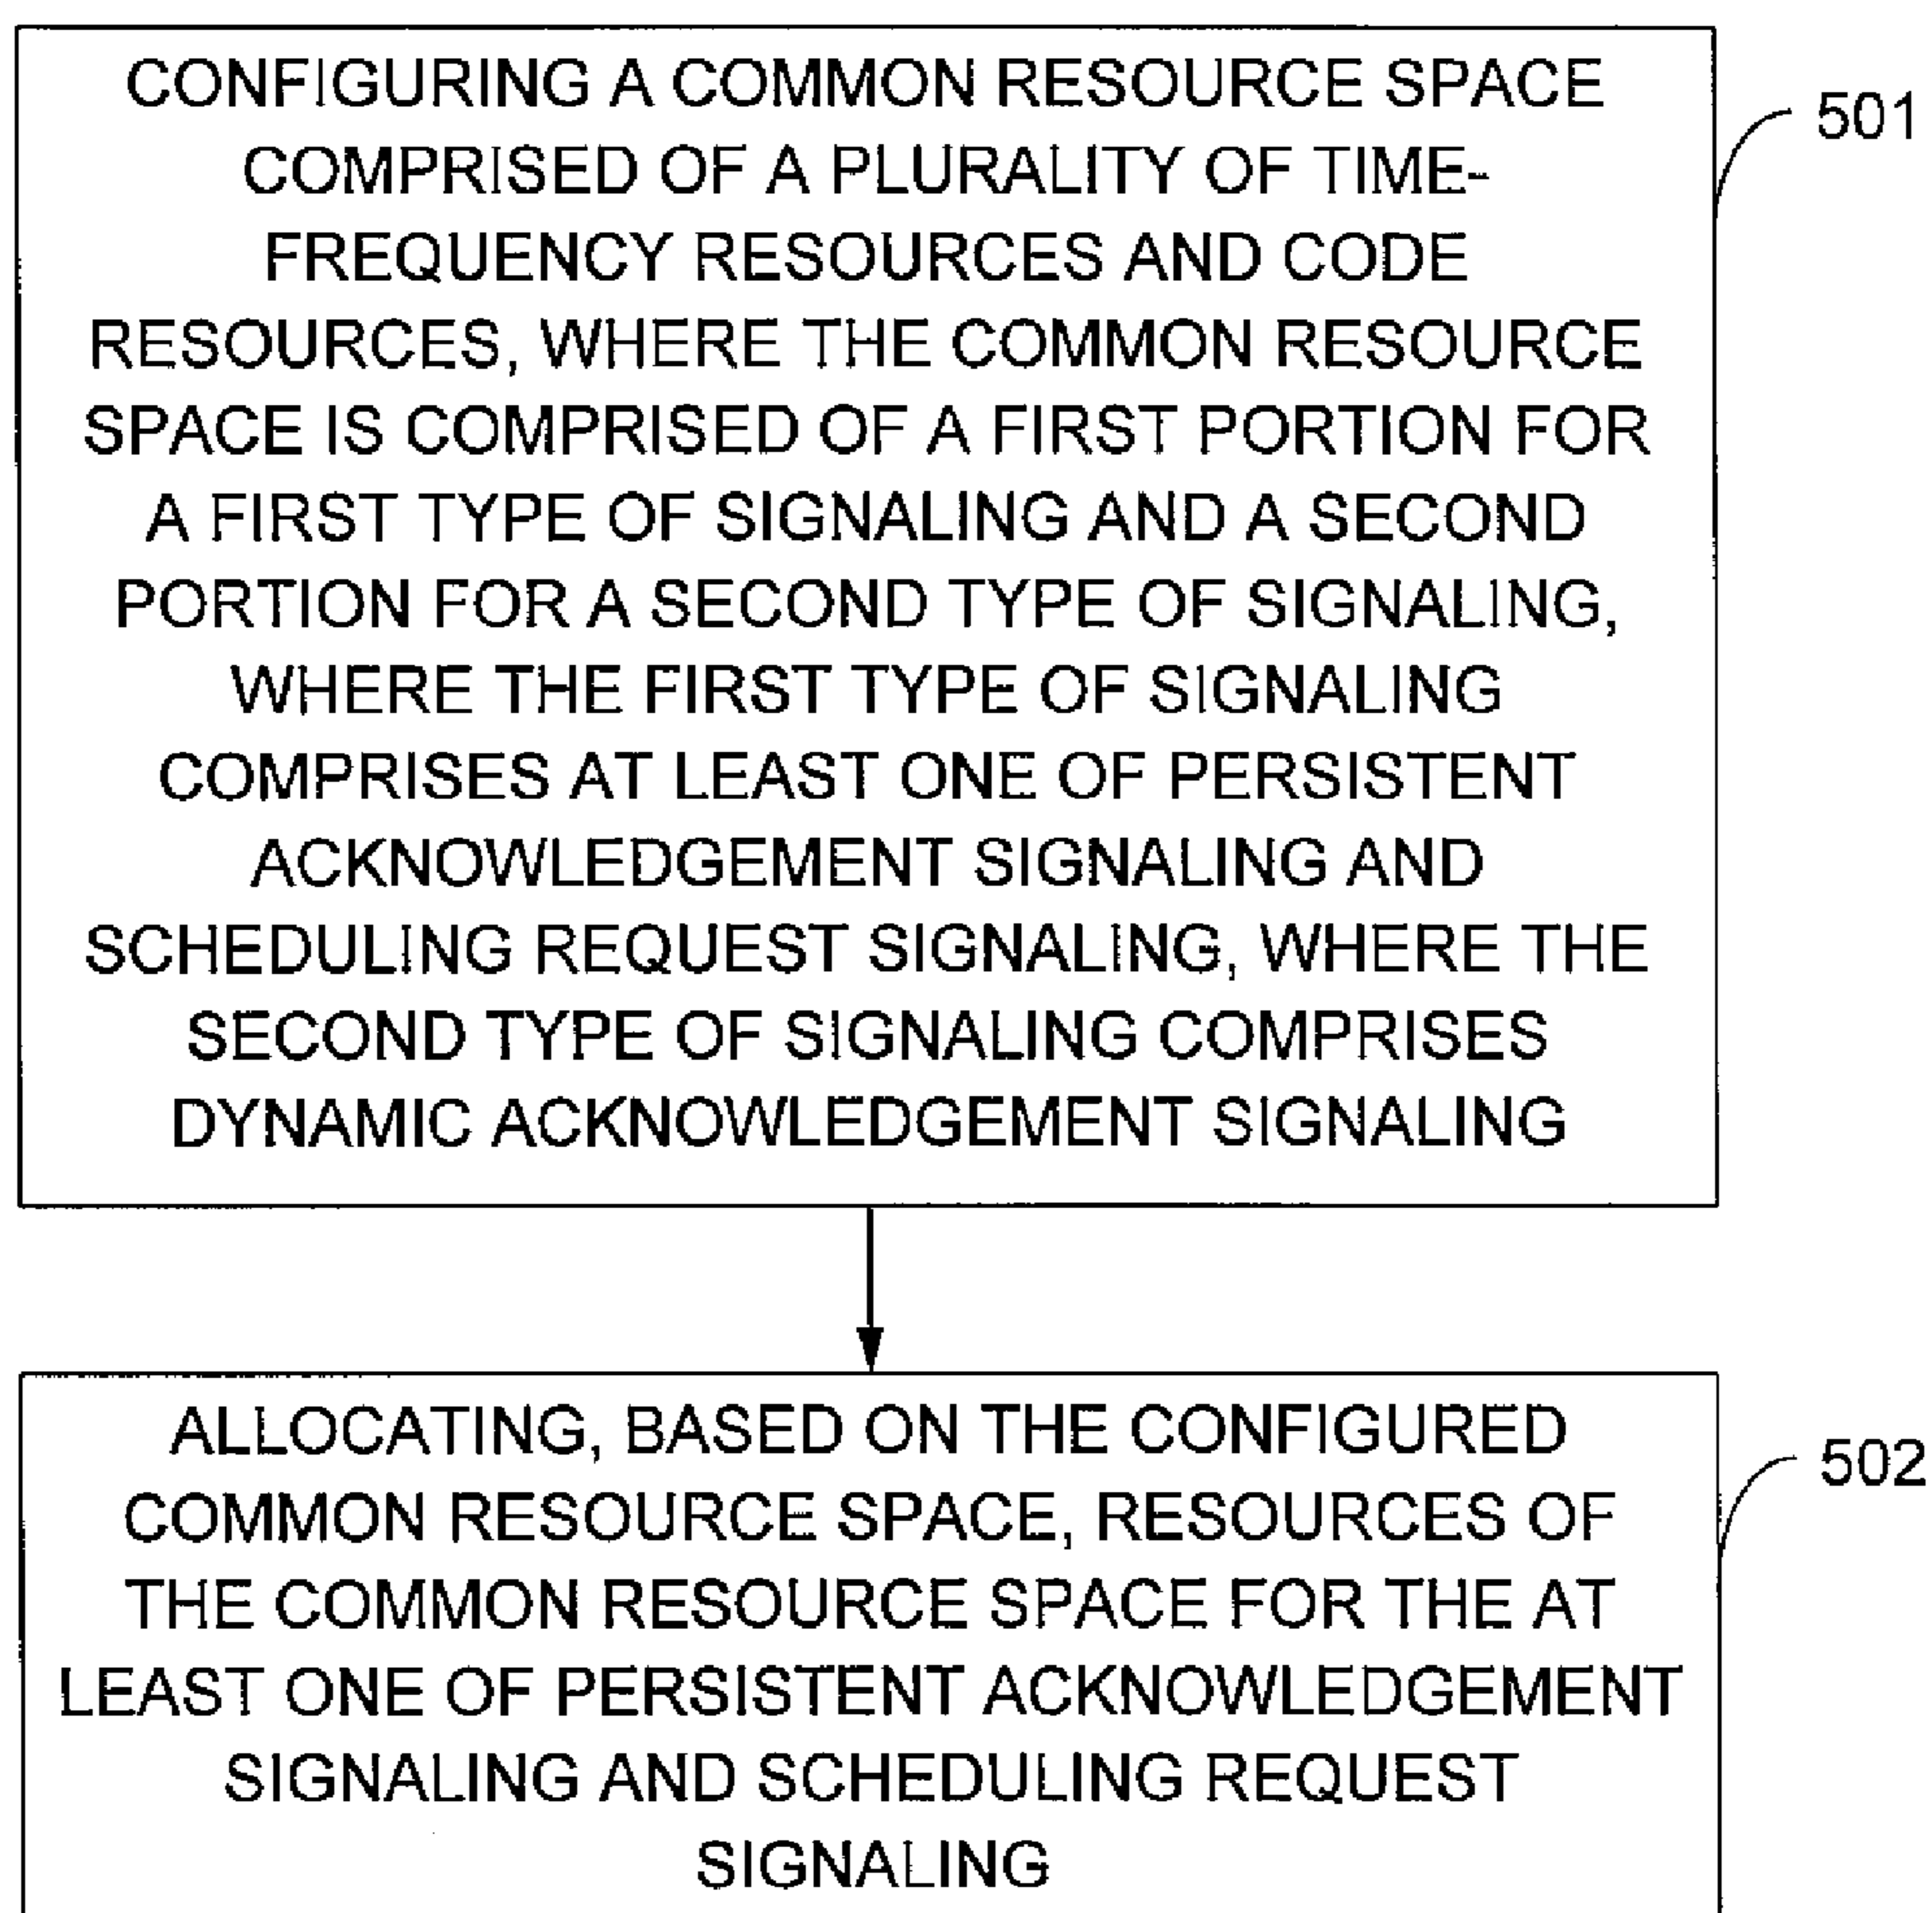 CONFIGURING A COMMON RESOURCE SPACE
COMPRISED OF A PLURALITY OF TIME-
FREQUENCY RESOURCES AND CODE
RESOURCES, WHERE THE COMMON RESOURCE
SPACE IS COMPRISED OF A FIRST PORTION FOR
A FIRST TYPE OF SIGNALING AND A SECOND
PORTION FOR A SECOND TYPE OF SIGNALING,
WHERE THE FIRST TYPE OF SIGNALING
COMPRISES AT LEAST ONE OF PERSISTENT
ACKNOWLEDGEMENT SIGNALING AND
SCHEDULING REQUEST SIGNALING, WHERE THE
SECOND TYPE OF SIGNALING COMPRISES
DYNAMIC ACKNOWLEDGEMENT SIGNALING
501
ALLOCATING, BASED ON THE CONFIGURED
COMMON RESOURCE SPACE, RESOURCES OF
THE COMMON RESOURCE SPACE FOR THE AT
LEAST ONE OF PERSISTENT ACKNOWLEDGEMENT
SIGNALING AND SCHEDULING REQUEST
SIGNALING
502